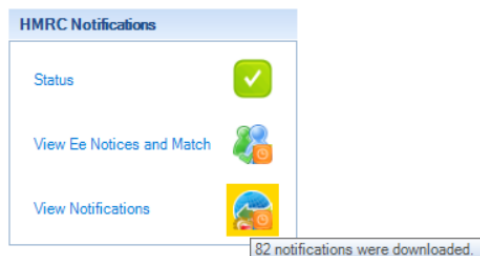 HMRC Notifications
Status
View Ee Notices and Match
View Notifications
82 notifications were downloaded.